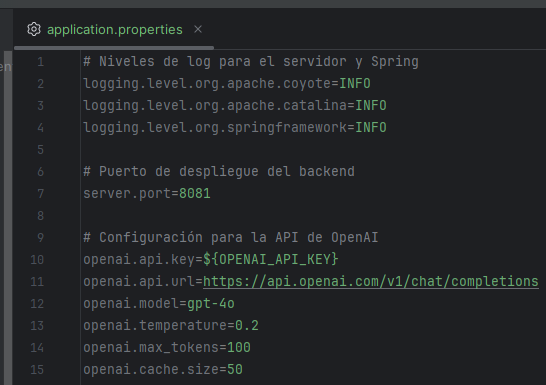 application.properties
en
1 # Niveles de log para el servidor y Spring
2 logging.level.org.apache.coyote=INFO
3 logging.level.org.apache.catalina=INFO
4 logging.level.org.springframework=INFO
5
6 # Puerto de despliegue del backend
7 server.port=8081
8
9 # Configuración para la API de OpenAI
10 openai.api.key=${OPENAI_API_KEY}
11 openai.api.url=https://api.openai.com/v1/chat/completions
12 openai.model=gpt-4o
13 openai.temperature=0.2
14 openai.max_tokens=100
15 openai.cache.size=50